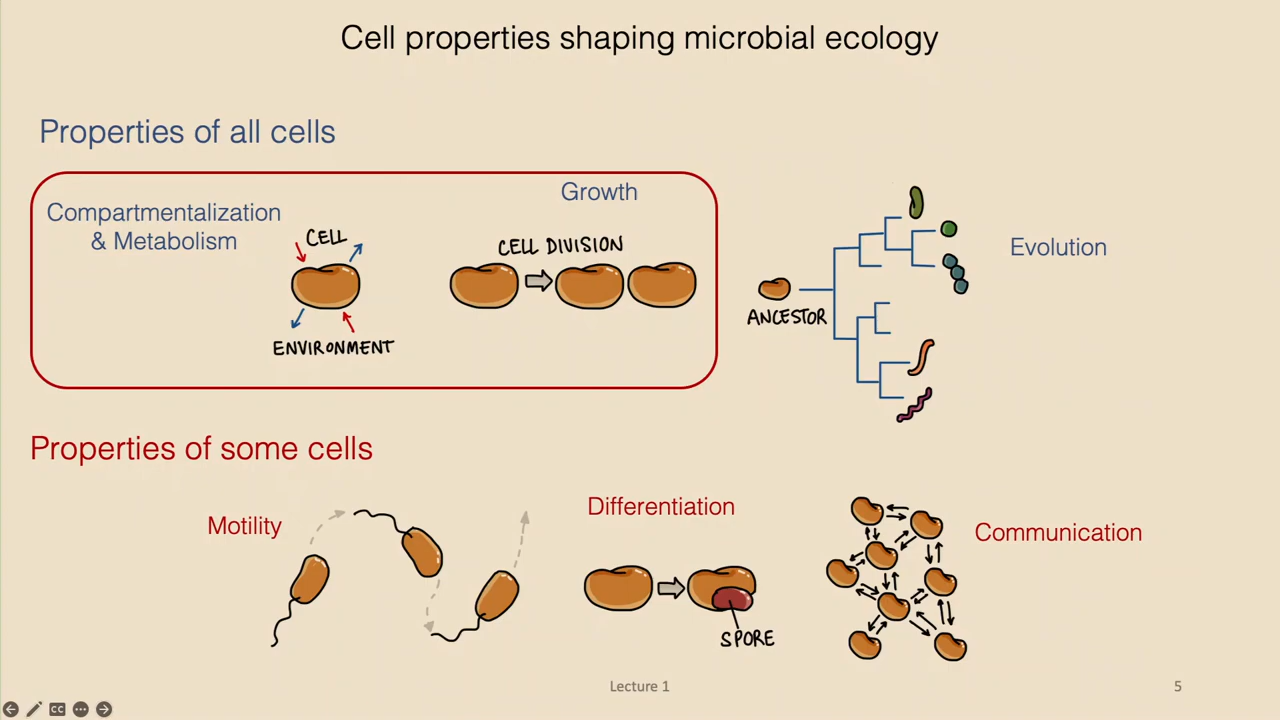 Cell properties shaping microbial ecology
Properties of all cells
Compartmentalization
& Metabolism
CELL
ENVIRONMENT
Growth
CELL DIVISION
ANCESTOR
Evolution
Properties of some cells
Motility
Differentiation
SPORE
Communication
Lecture 1
5
CC